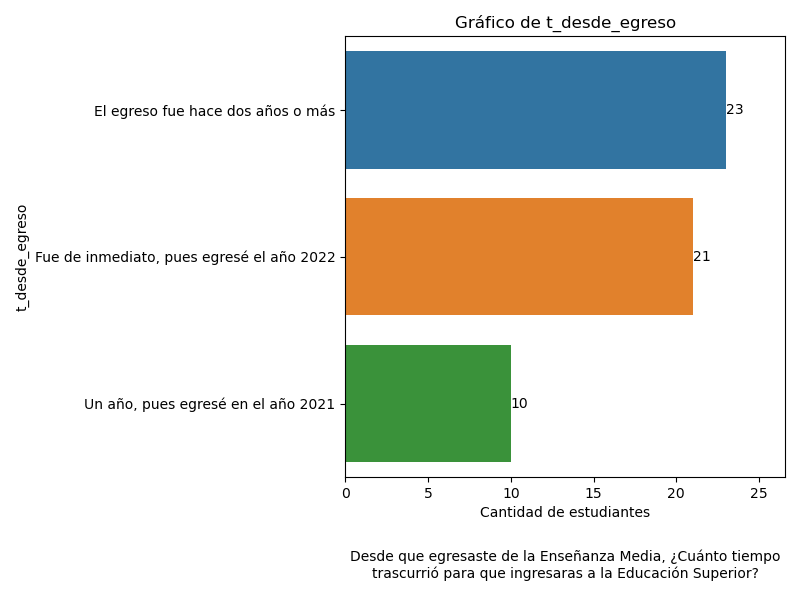 Gráfico de t_desde_egreso
t_desde_egreso
El egreso fue hace dos años o más
23
Fue de inmediato, pues egresé el año 2022
21
Un año, pues egresé en el año 2021
10
0 5 10 15 20 25
Cantidad de estudiantes
Desde que egresaste de la Enseñanza Media, ¿Cuánto tiempo
trascurrió para que ingresaras a la Educación Superior?